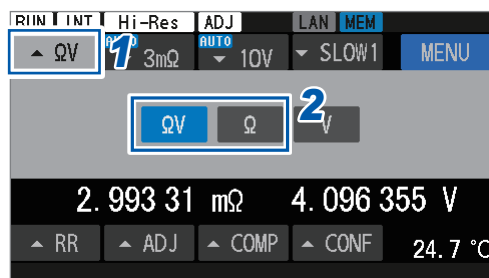 RUN INT Hi-Res ADJ LAN MEM
▲ ΩV 1 AUTO 3mΩ AUTO ▼ 10V ▼ SLOW1 MENU
ΩV Ω 2 V
2.993 31 mΩ 4.096 355 V
▲ RR ▲ ADJ ▲ COMP ▲ CONF 24.7 °C